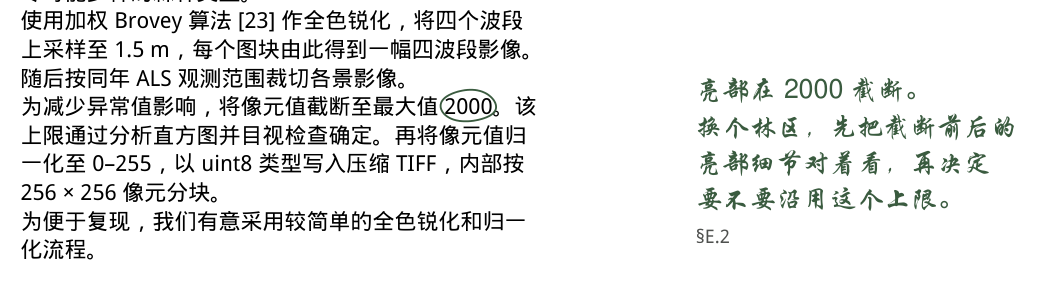 使用加权 Brovey 算法 [23] 作全色锐化，将四个波段
上采样至 1.5 m，每个图块由此得到一幅四波段影像。
随后按同年 ALS 观测范围裁切各景影像。
为减少异常值影响，将像元值截断至最大值 2000。该
上限通过分析直方图并目视检查确定。再将像元值归
一化至 0–255，以 uint8 类型写入压缩 TIFF，内部按
256 × 256 像元分块。
为便于复现，我们有意采用较简单的全色锐化和归一
化流程。
亮部在 2000 截断。
换个林区，先把截断前后的
亮部细节对着看，再决定
要不要沿用这个上限。
§E.2